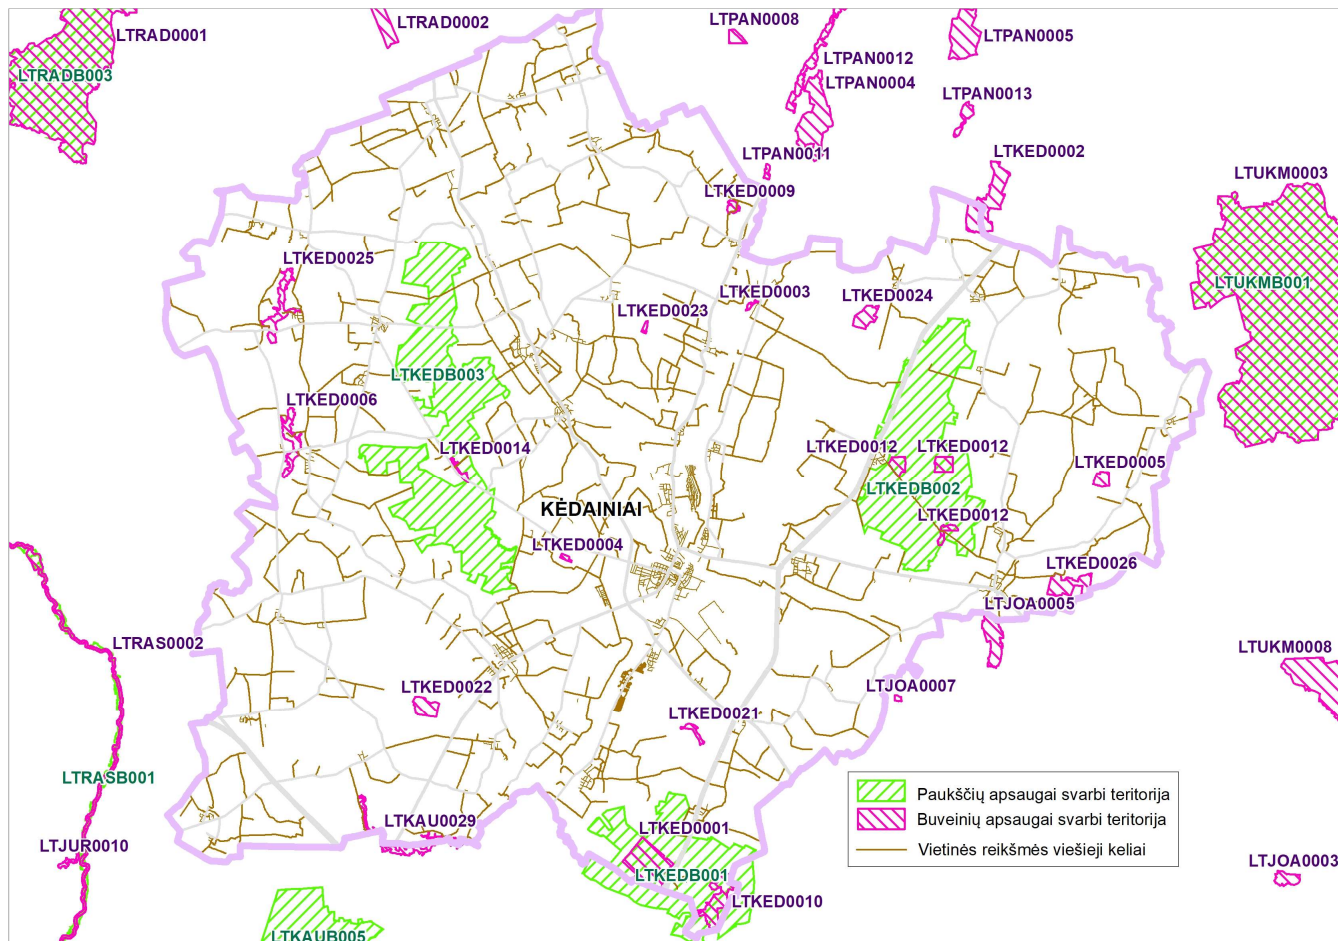 LTRAD0002
LTPAN0008
LTRAD0001
LTPAN0005
LTPAN0012
LTRADB003
LTPAN0004
LTPAN0013
LTPAN0011
LTKED0002
LTUKM0003
LTKED0009
LTKED0025
LTUKMB001
LTKED0003
LTKED0024
LTKED0023
LTKEDB003
LTKED0006
LTKED0014
LTKED0012
LTKED0012
LTKED0005
LTKEDB002
KĖDAINIAI
LTKED0012
LTKED0004
LTKED0026
LTJOA0005
LTRAS0002
LTUKM0008
LTJOA0007
LTKED0022
LTKED0021
LTRASB001
Paukščių apsaugai svarbi teritorija
Buveinių apsaugai svarbi teritorija
Vietinės reikšmės viešieji keliai
LTKAU0029
LTKED0001
LTJUR0010
LTJOA0003
LTKEDB001
LTKED0010
LTKAUB005